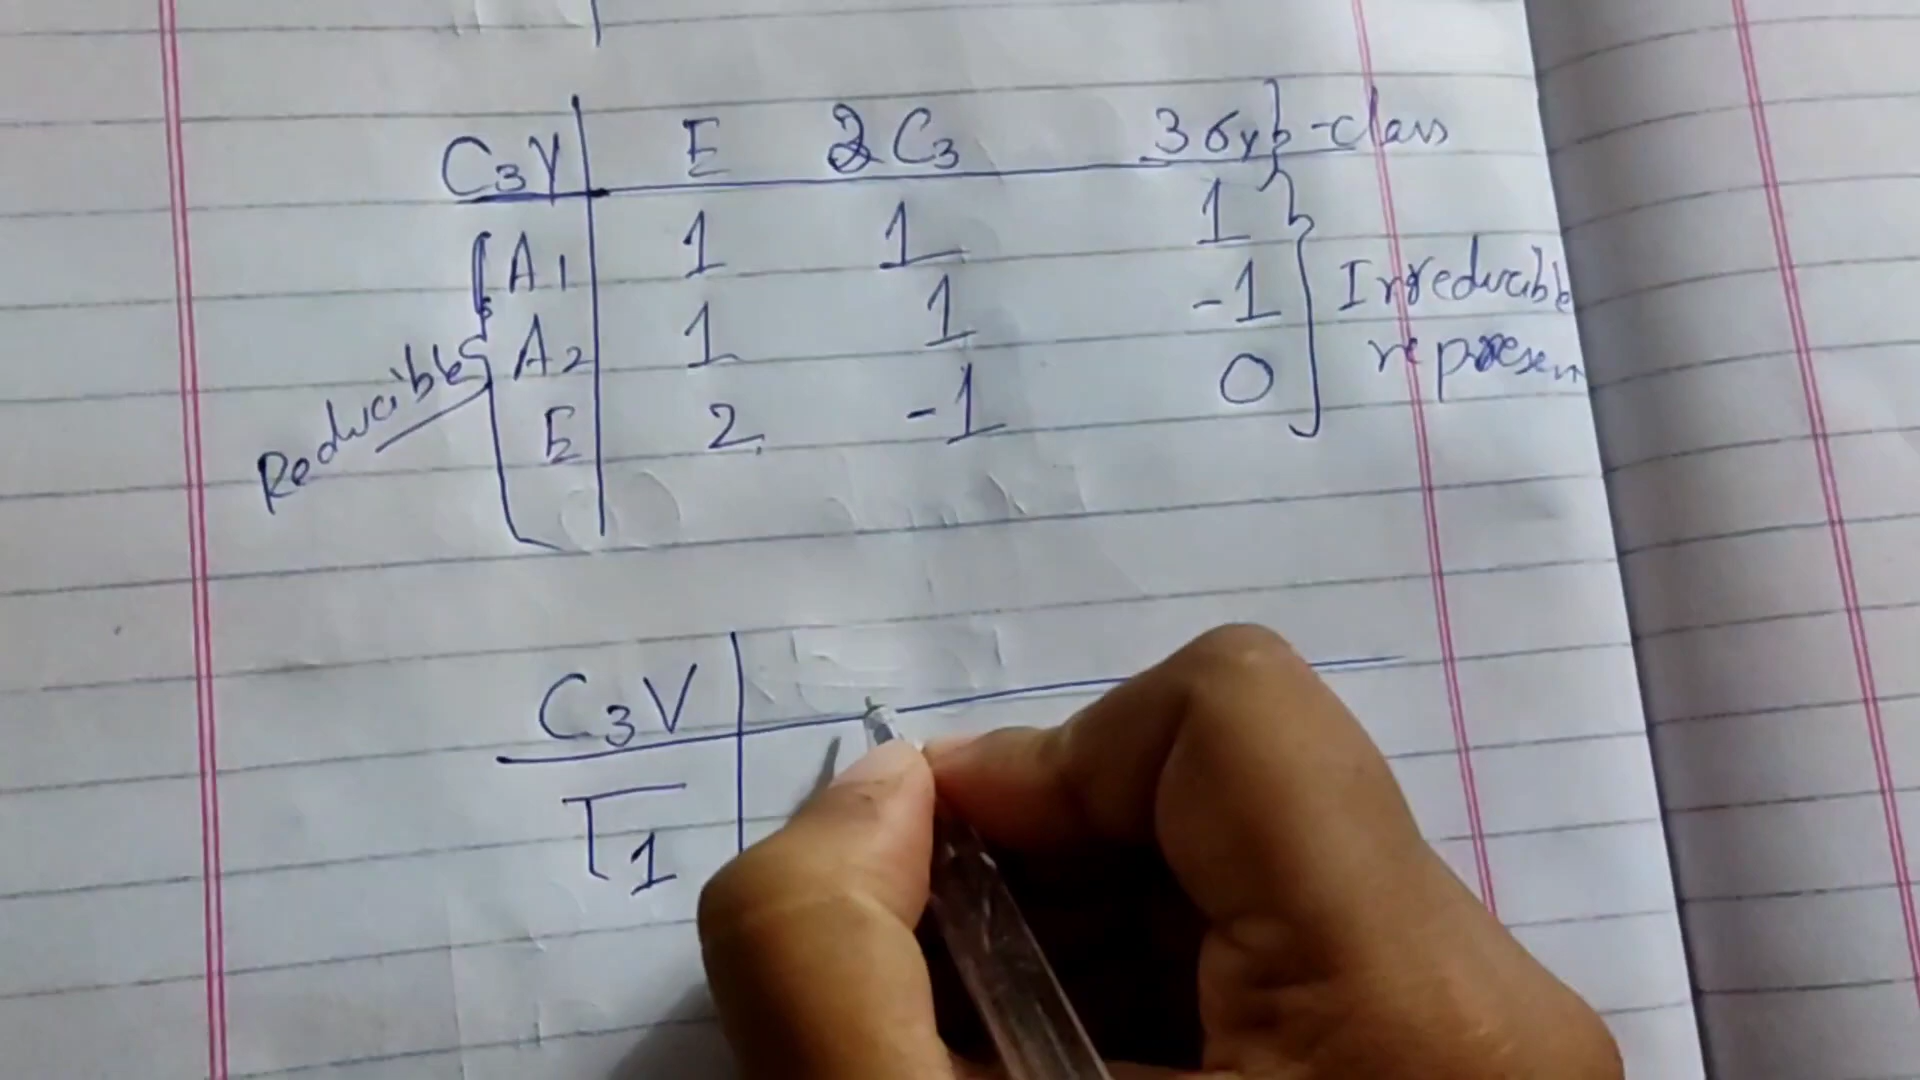 C3V E 2C3 3σv}-class
A1 1 1 1
A2 1 1 -1
E 2 -1 0
Reducible
Irreducible
represen
C3V
Γ1